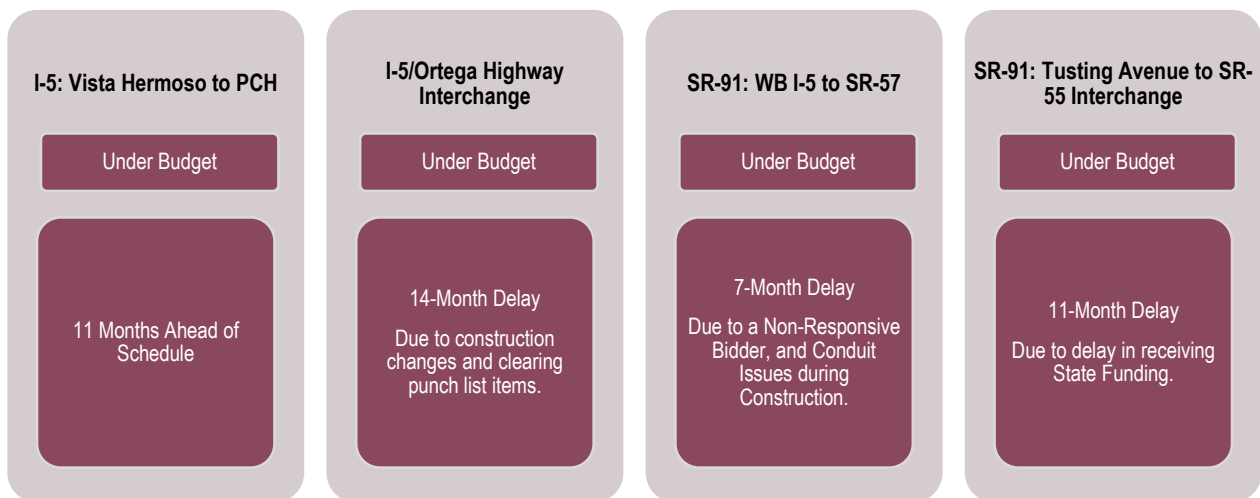 I-5: Vista Hermoso to PCH
Under Budget
11 Months Ahead of
Schedule
I-5/Ortega Highway
Interchange
Under Budget
14-Month Delay
Due to construction
changes and clearing
punch list items.
SR-91: WB I-5 to SR-57
Under Budget
7-Month Delay
Due to a Non-Responsive
Bidder, and Conduit
Issues during
Construction.
SR-91: Tusting Avenue to SR-
55 Interchange
Under Budget
11-Month Delay
Due to delay in receiving
State Funding.